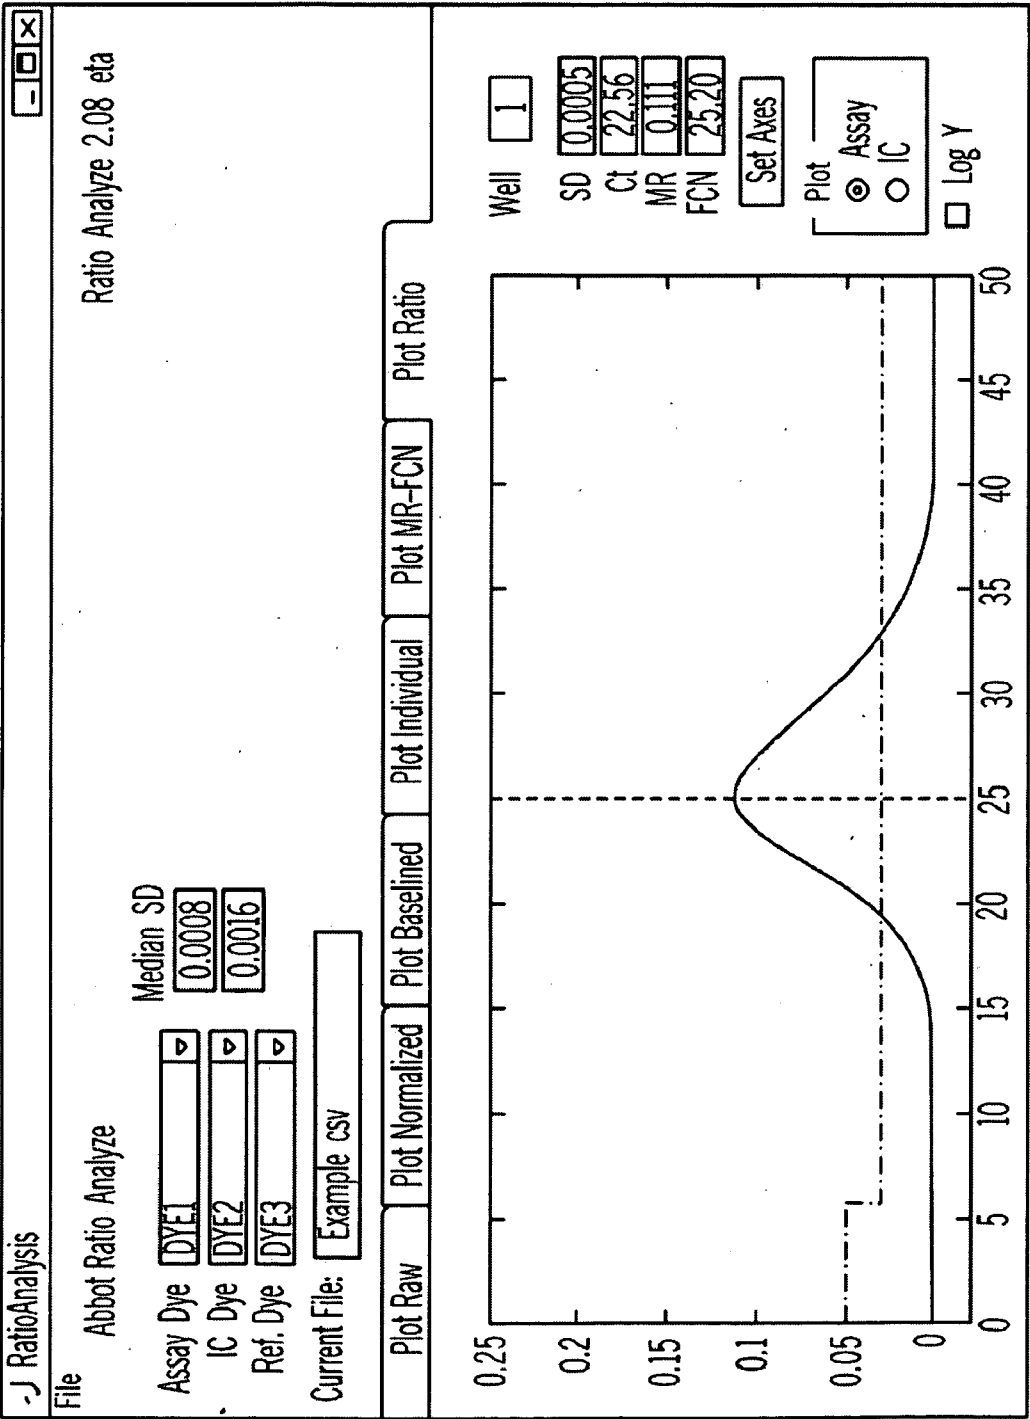 RatioAnalysis
File
Abbot Ratio Analyze
Ratio Analyze 2.08 eta
Median SD
Assay Dye DYE1 0.0008
IC Dye DYE2 0.0016
Ref. Dye DYE3
Current File: Example csv
Plot Raw Plot Normalized Plot Baselined Plot Individual Plot MR-FCN Plot Ratio
0.25
0.2
0.15
0.1
0.05
0
0 5 10 15 20 25 30 35 40 45 50
Well 1
SD 0.0005
Ct 22.56
MR 0.111
FCN 25.20
Set Axes
Plot
Assay
IC
Log Y